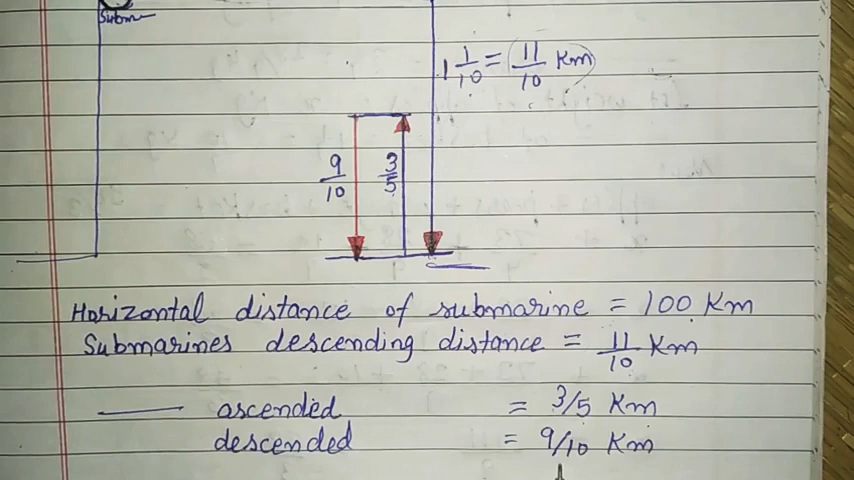 Subm
1 1/10 = 11/10 Km
9/10
3/5
Horizontal distance of submarine = 100 Km
Submarines descending distance = 11/10 Km
ascended = 3/5 Km
descended = 9/10 Km